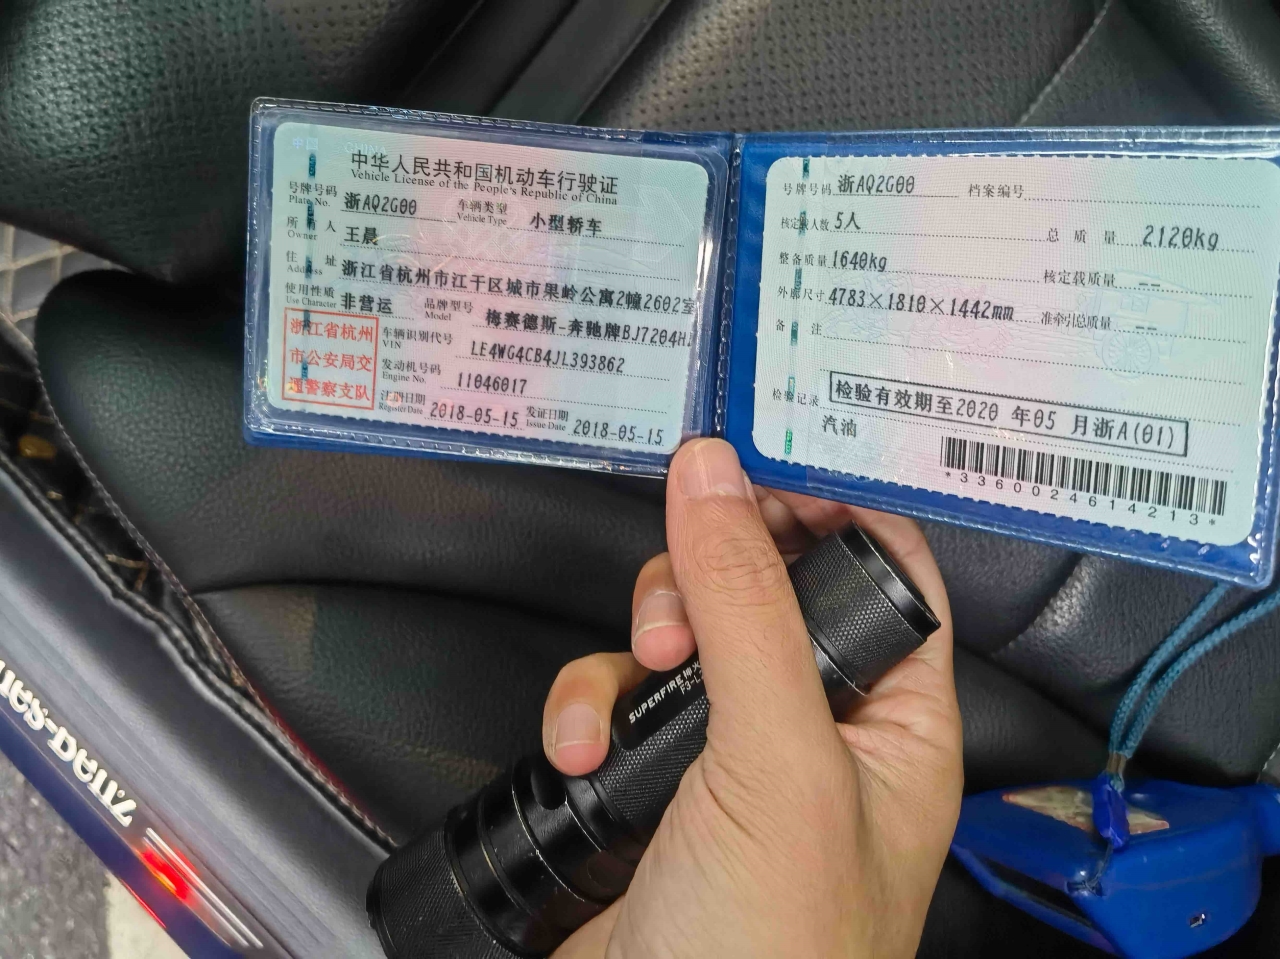 中华人民共和国机动车行驶证
Vehicle License of the People's Republic of China
号牌号码 浙AQ2G00 车辆类型 小型轿车
Plate No. Vehicle Type
所有人 王晨
Owner
住址 浙江省杭州市江干区城市果岭公寓2幢2602室
Address
使用性质 非营运 品牌型号 梅赛德斯-奔驰牌BJ7204H
Use Character Model
浙江省杭州
市公安局交
通警察支队
车辆识别代号 LE4WG4CB4JL393862
VIN
发动机号码 11046017
Engine No.
注册日期 2018-05-15 发证日期 2018-05-15
Register Date Issue Date
号牌号码 浙AQ2G00 档案编号
核定载人数 5人 总质量 2120kg
整备质量 1640kg 核定载质量 --
外廓尺寸 4783×1810×1442mm 准牵引总质量 --
备注
检验记录 检验有效期至2020年05月浙A(01)
汽油
*3360024614213*
SUPERFIRE 神火
F3-L